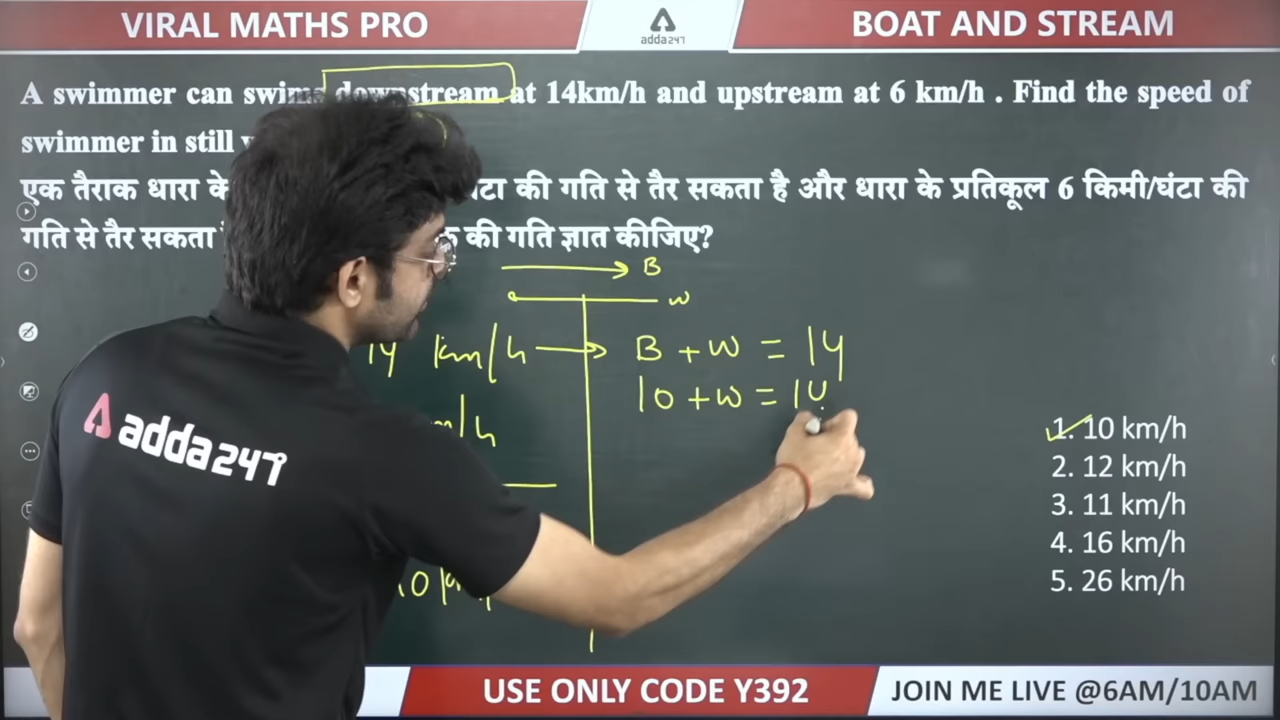 VIRAL MATHS PRO
adda247
BOAT AND STREAM
A swimmer can swims downstream at 14km/h and upstream at 6 km/h . Find the speed of
swimmer in still
एक तैराक धारा के घंटा की गति से तैर सकता है और धारा के प्रतिकूल 6 किमी/घंटा की
गति से तैर सकता की गति ज्ञात कीजिए?
B
w
14 km/h → B + w = 14
10 + w = 14
/h
10
1. 10 km/h
2. 12 km/h
3. 11 km/h
4. 16 km/h
5. 26 km/h
adda247
USE ONLY CODE Y392
JOIN ME LIVE @6AM/10AM